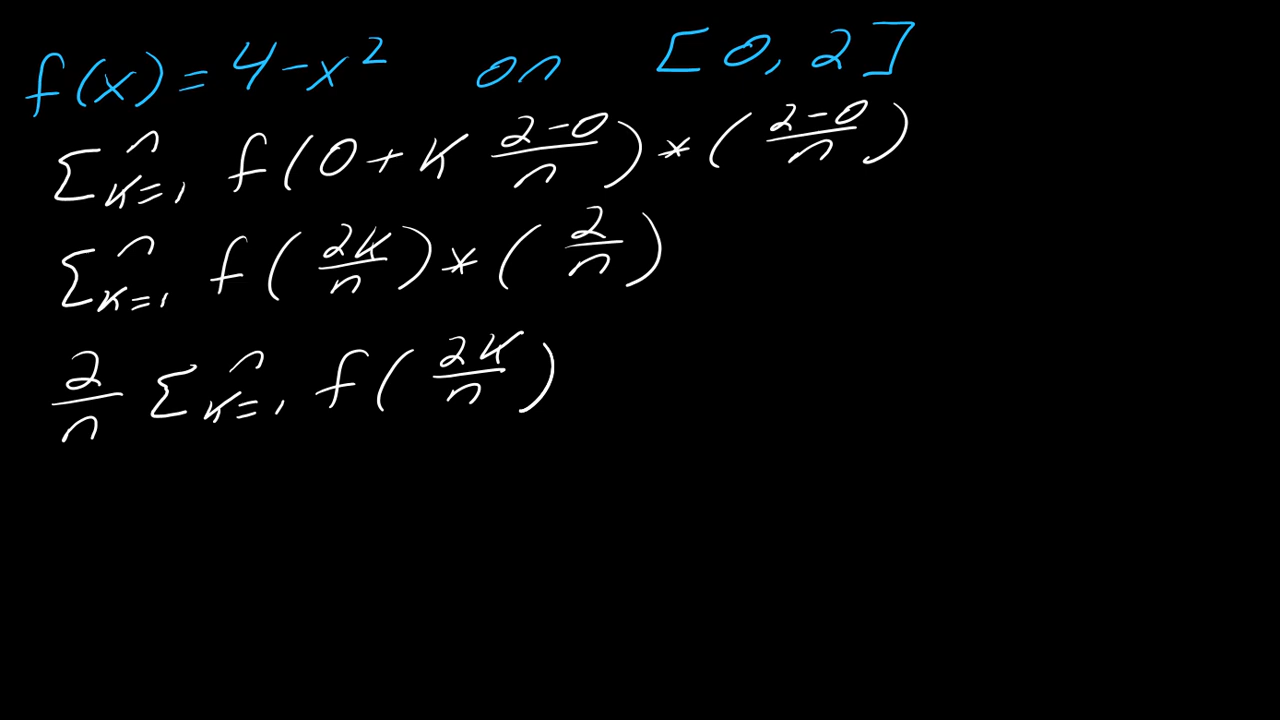 f(x) = 4 - x² on [0, 2]
Σⁿₖ₌₁ f(0 + K (2-0)/n) * ((2-0)/n)
Σⁿₖ₌₁ f(2K/n) * (2/n)
2/n Σⁿₖ₌₁ f(2K/n)